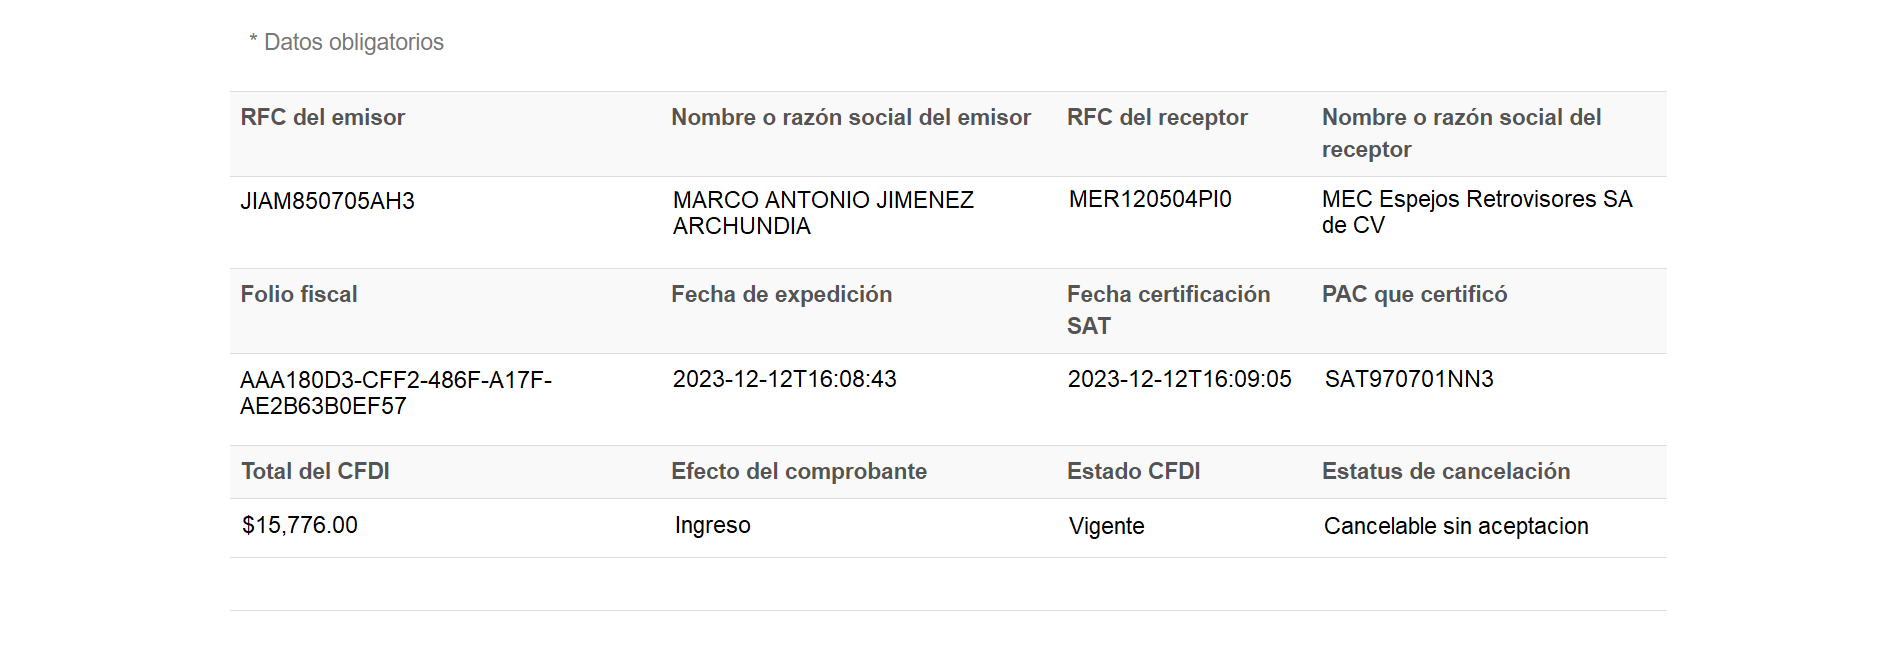 * Datos obligatorios
RFC del emisor
Nombre o razón social del emisor
RFC del receptor
Nombre o razón social del
receptor
JIAM850705AH3
MARCO ANTONIO JIMENEZ
ARCHUNDIA
MER120504PI0
MEC Espejos Retrovisores SA
de CV
Folio fiscal
Fecha de expedición
Fecha certificación
SAT
PAC que certificó
AAA180D3-CFF2-486F-A17F-
AE2B63B0EF57
2023-12-12T16:08:43
2023-12-12T16:09:05
SAT970701NN3
Total del CFDI
Efecto del comprobante
Estado CFDI
Estatus de cancelación
$15,776.00
Ingreso
Vigente
Cancelable sin aceptacion